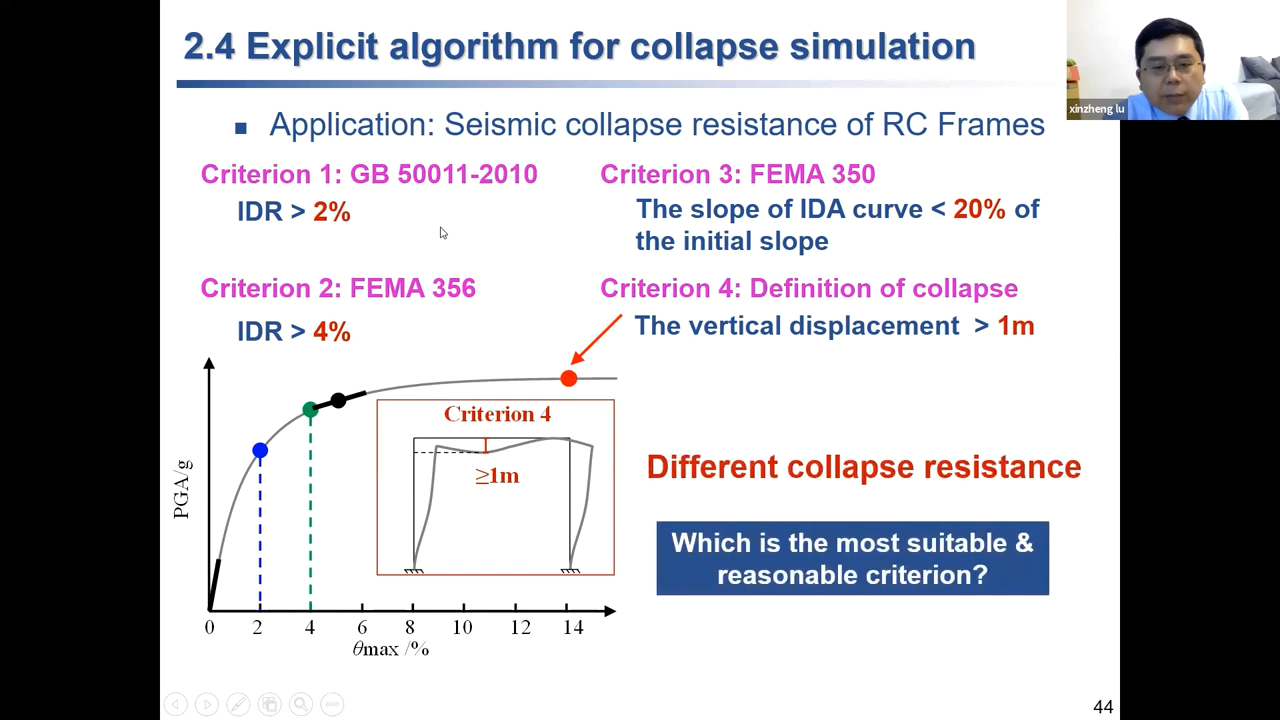 2.4 Explicit algorithm for collapse simulation
xinzheng lu
Application: Seismic collapse resistance of RC Frames
Criterion 1: GB 50011-2010
IDR > 2%
Criterion 3: FEMA 350
The slope of IDA curve < 20% of
the initial slope
Criterion 2: FEMA 356
IDR > 4%
Criterion 4: Definition of collapse
The vertical displacement > 1m
PGA/g
Criterion 4
≥1m
0 2 4 6 8 10 12 14
θmax /%
Different collapse resistance
Which is the most suitable &
reasonable criterion?
44